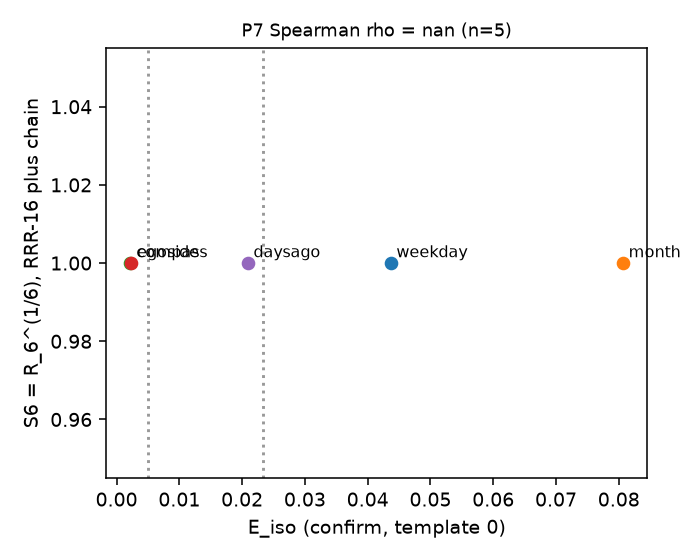 P7 Spearman rho = nan (n=5)
S6 = R_6^(1/6), RRR-16 plus chain
1.04
1.02
1.00
0.98
0.96
daysago
weekday
month
0.00 0.01 0.02 0.03 0.04 0.05 0.06 0.07 0.08
E_iso (confirm, template 0)